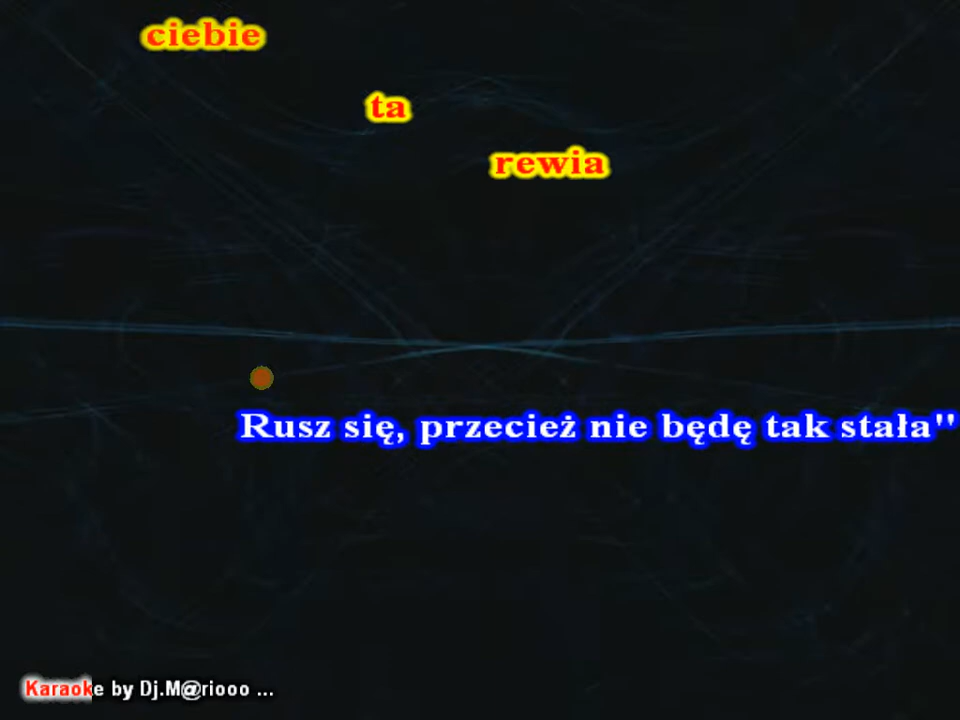 ciebie
ta
rewia
Rusz się, przecież nie będę tak stała"
Karaoke by Dj.M@riooo ...